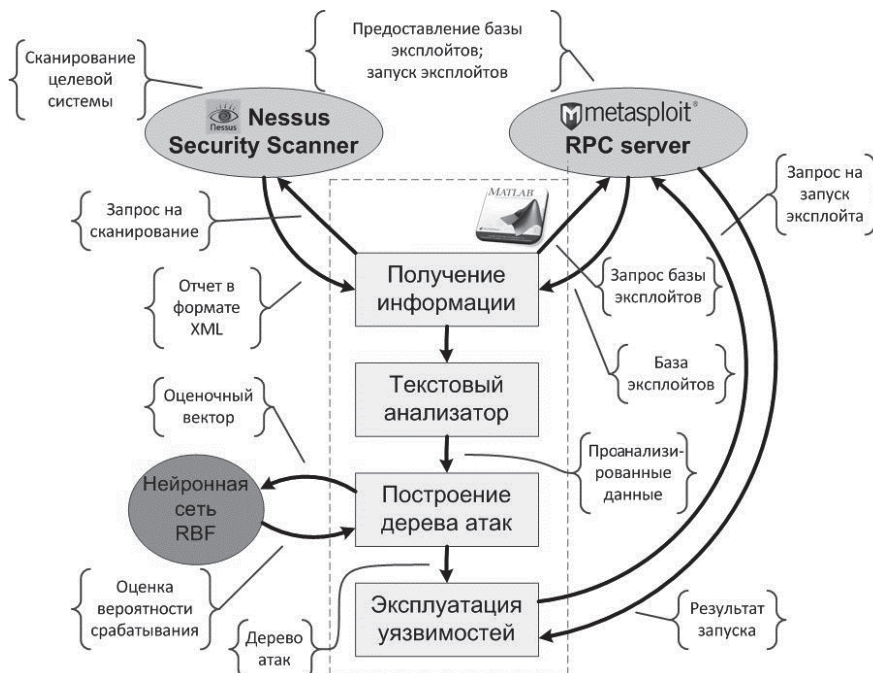 Сканирование
целевой
системы
Предоставление базы
эксплойтов;
запуск эксплойтов
Nessus
Nessus
Security Scanner
metasploit®
RPC server
Запрос на
сканирование
MATLAB
Запрос на
запуск
эксплойта
Получение
информации
Отчет в
формате
XML
Запрос базы
эксплойтов
База
эксплойтов
Текстовый
анализатор
Оценочный
вектор
Проанализи-
рованные
данные
Нейронная
сеть
RBF
Построение
дерева атак
Оценка
вероятности
срабатывания
Дерево
атак
Эксплуатация
уязвимостей
Результат
запуска